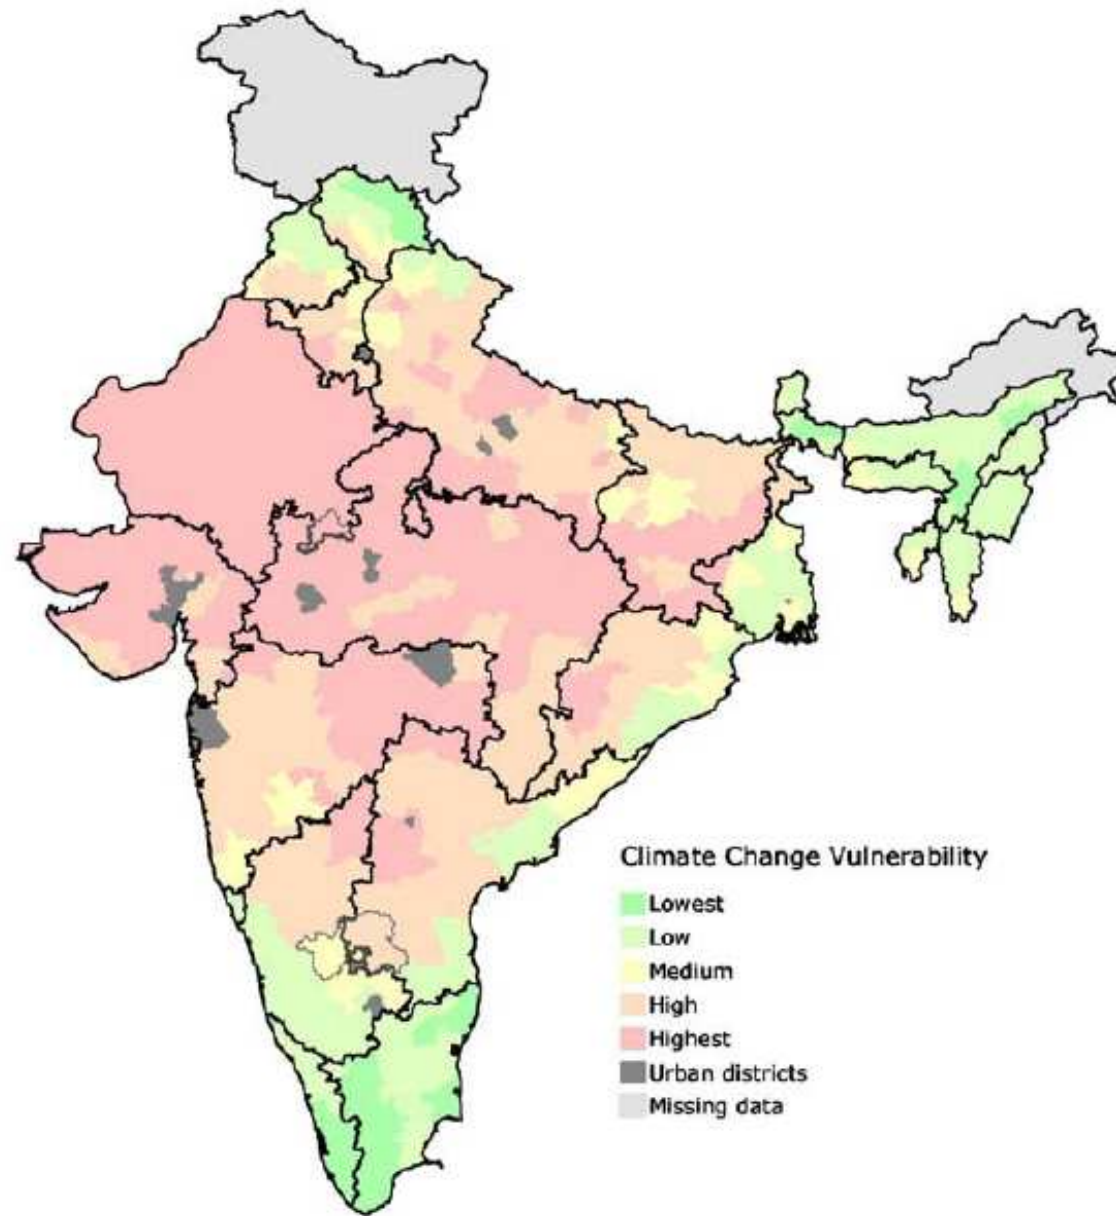 Climate Change Vulnerability
Lowest
Low
Medium
High
Highest
Urban districts
Missing data